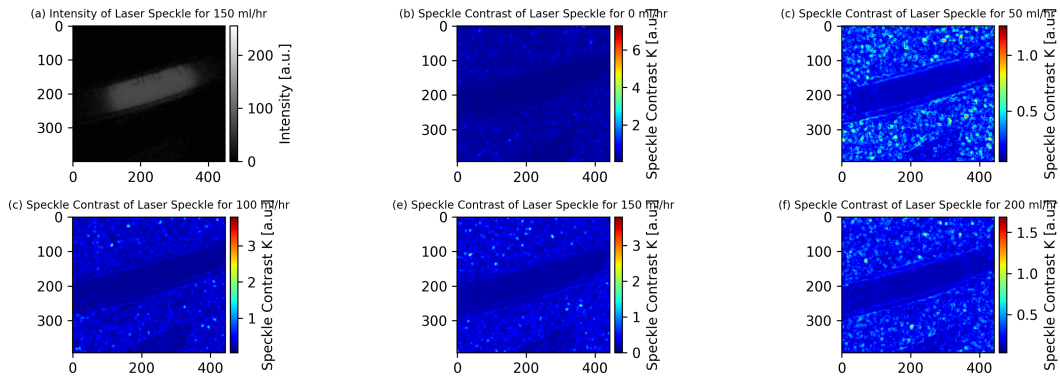 (a) Intensity of Laser Speckle for 150 ml/hr
0
100
200
300
0 200 400
200
100
0
Intensity [a.u.]
(b) Speckle Contrast of Laser Speckle for 0 ml/hr
0
100
200
300
0 200 400
6
4
2
Speckle Contrast K [a.u.]
(c) Speckle Contrast of Laser Speckle for 50 ml/hr
0
100
200
300
0 200 400
1.0
0.5
Speckle Contrast K [a.u.]
(c) Speckle Contrast of Laser Speckle for 100 ml/hr
0
100
200
300
0 200 400
3
2
1
Speckle Contrast K [a.u.]
(e) Speckle Contrast of Laser Speckle for 150 ml/hr
0
100
200
300
0 200 400
3
2
1
0
Speckle Contrast K [a.u.]
(f) Speckle Contrast of Laser Speckle for 200 ml/hr
0
100
200
300
0 200 400
1.5
1.0
0.5
Speckle Contrast K [a.u.]